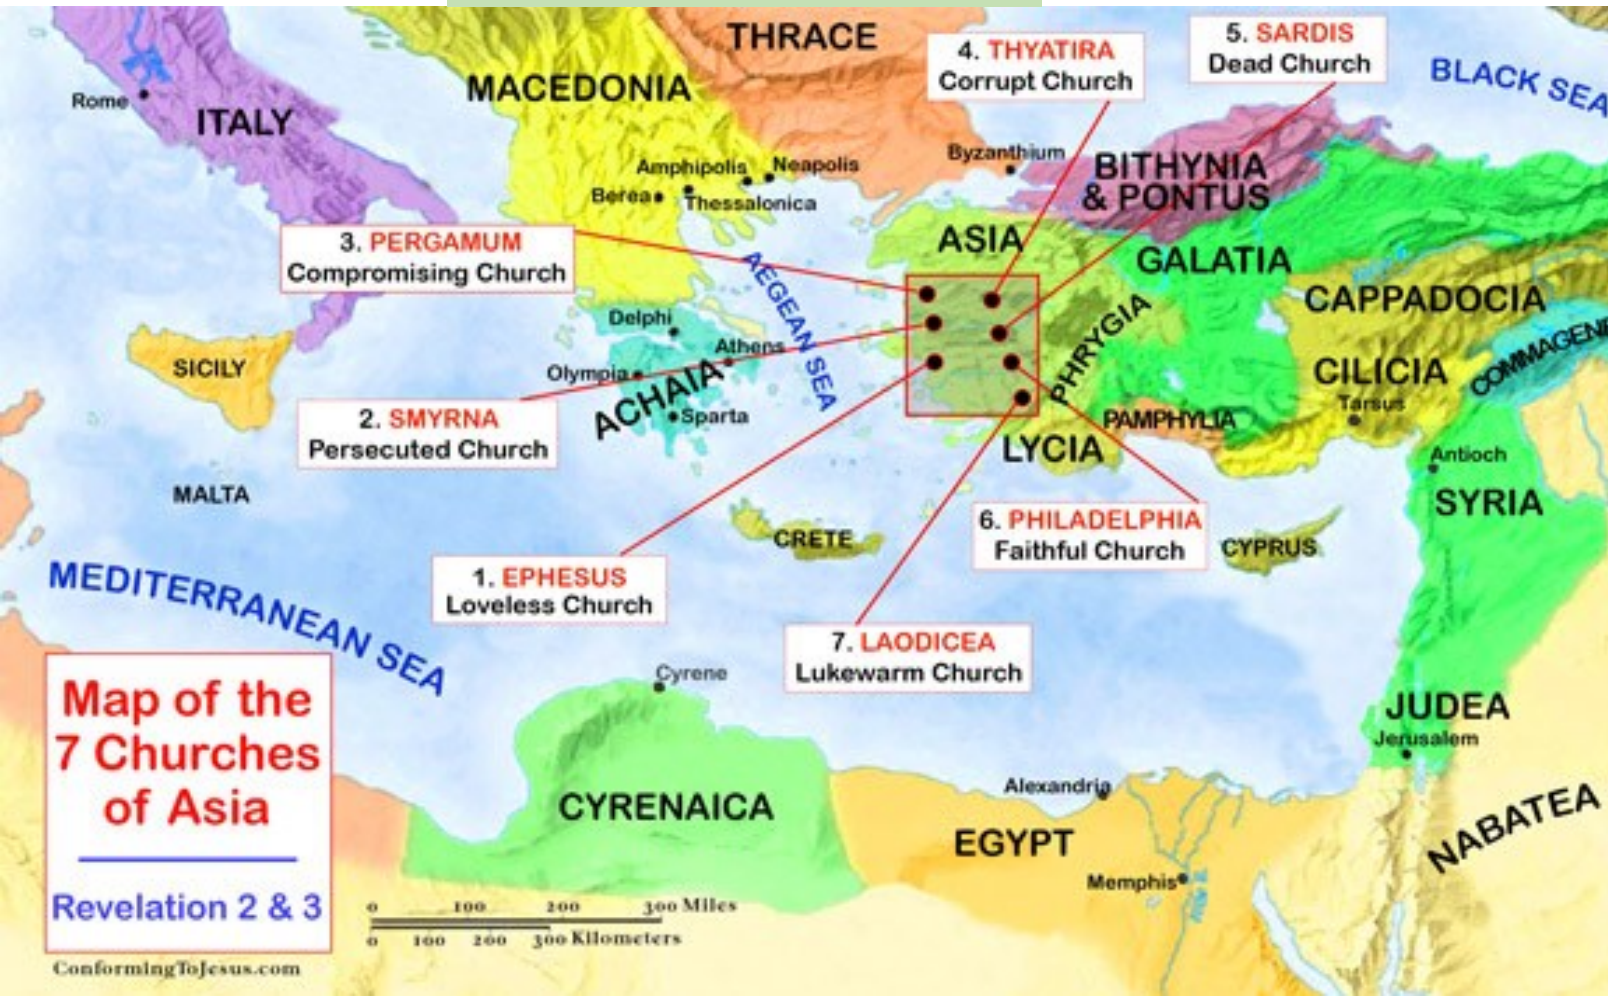 THRACE
4. THYATIRA
Corrupt Church
5. SARDIS
Dead Church
BLACK SEA
MACEDONIA
Rome
ITALY
Byzantium
BITHYNIA
& PONTUS
Amphipolis
Neapolis
Berea
Thessalonica
3. PERGAMUM
Compromising Church
ASIA
GALATIA
AEGEAN SEA
CAPPADOCIA
PHRYGIA
COMMAGENE
Delphi
Athens
SICILY
Olympia
ACHAIA
CILICIA
Tarsus
2. SMYRNA
Persecuted Church
Sparta
PAMPHYLIA
LYCIA
Antioch
MALTA
SYRIA
CRETE
6. PHILADELPHIA
Faithful Church
CYPRUS
1. EPHESUS
Loveless Church
MEDITERRANEAN SEA
7. LAODICEA
Lukewarm Church
Cyrene
Map of the
7 Churches
of Asia
Revelation 2 & 3
JUDEA
Jerusalem
Alexandria
CYRENAICA
EGYPT
NABATEA
Memphis
Nile R.
0 100 200 300 Miles
0 100 200 300 Kilometers
ConformingToJesus.com